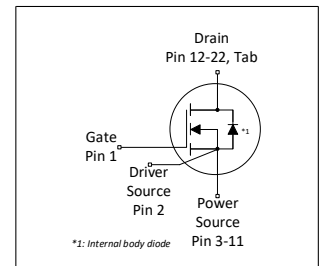 Drain
Pin 12-22, Tab
*1
Gate
Pin 1
Driver
Source
Pin 2
Power
Source
Pin 3-11
*1: Internal body diode